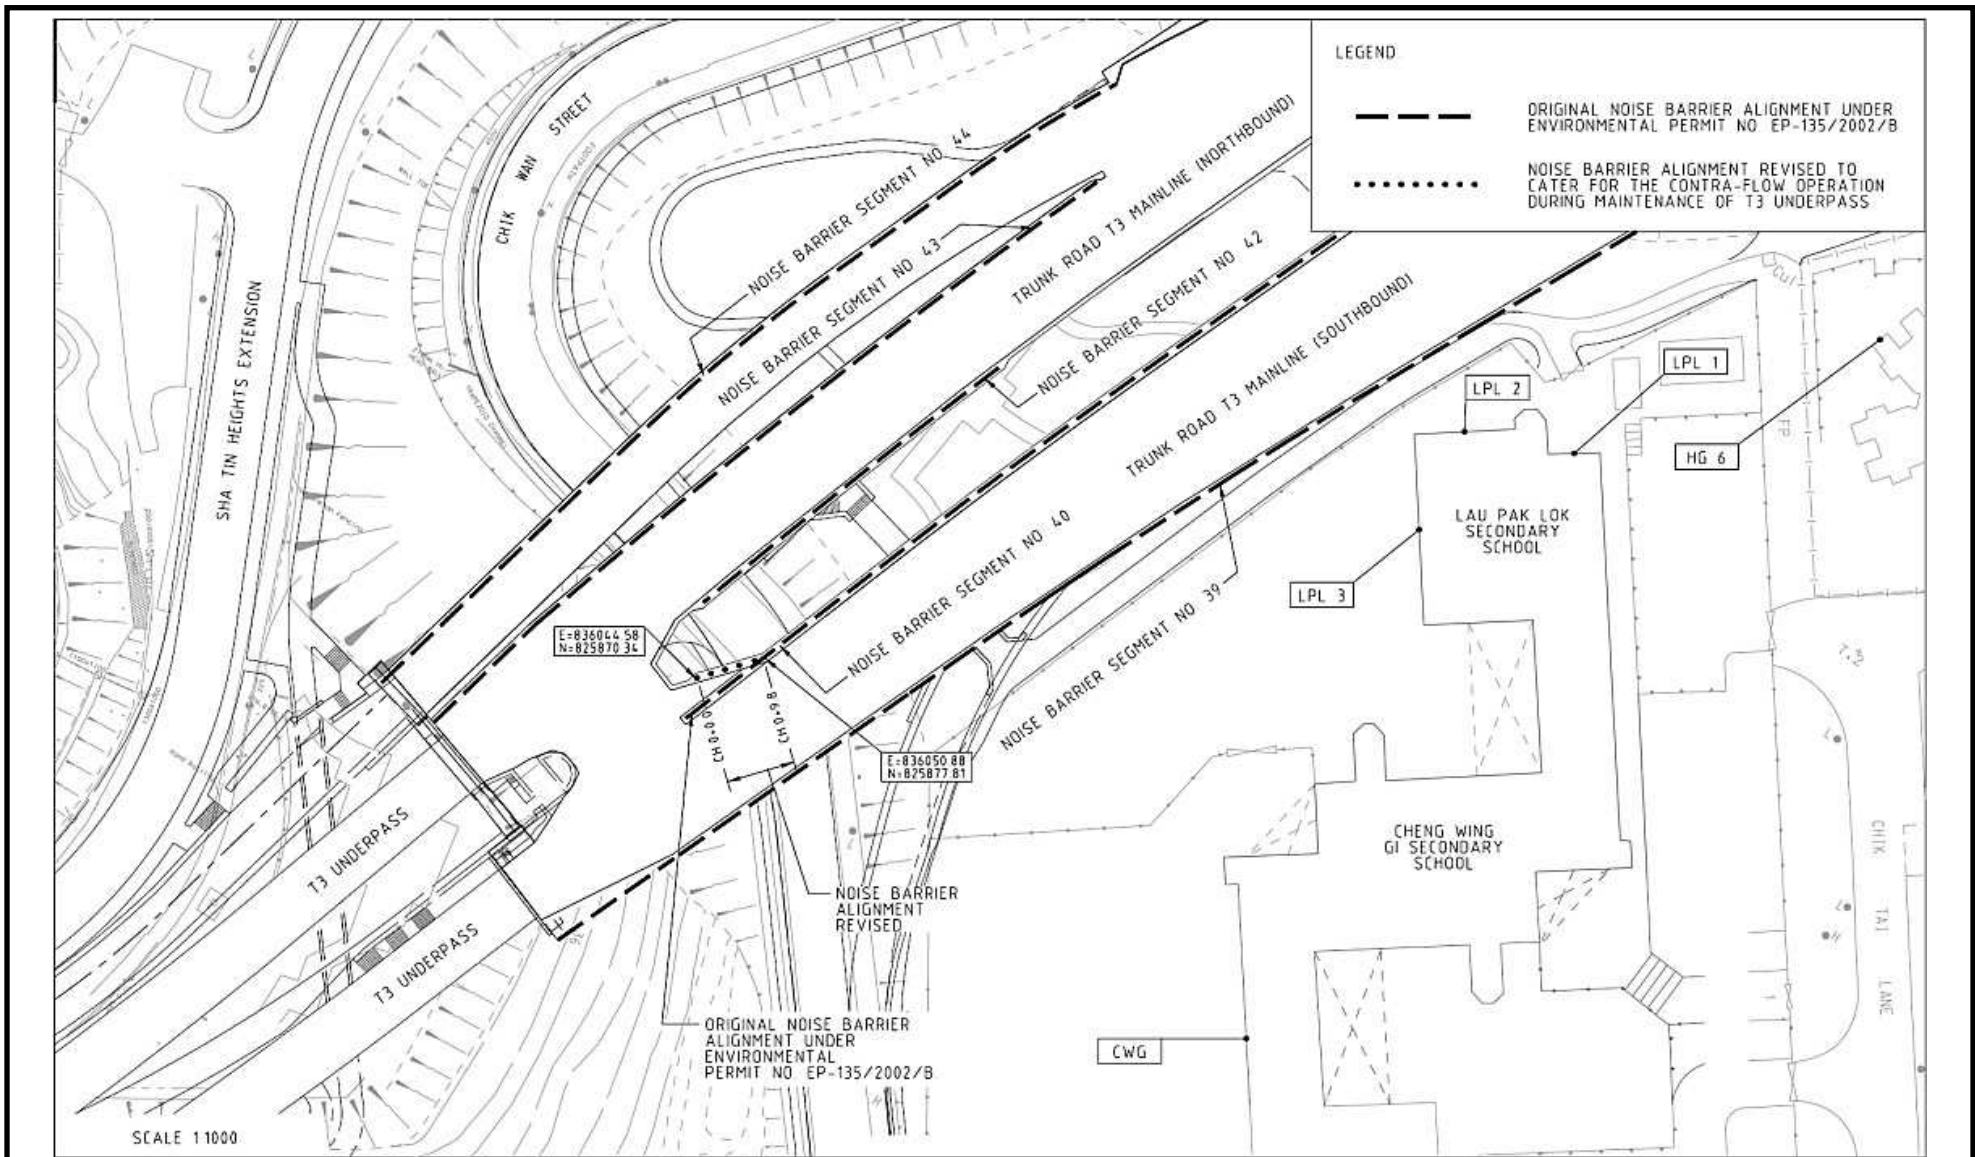 LEGEND
ORIGINAL NOISE BARRIER ALIGNMENT UNDER
ENVIRONMENTAL PERMIT NO EP-135/2002/B
NOISE BARRIER ALIGNMENT REVISED TO
CATER FOR THE CONTRA-FLOW OPERATION
DURING MAINTENANCE OF T3 UNDERPASS
CHIK WAN STREET
SHA TIN HEIGHTS EXTENSION
NOISE BARRIER SEGMENT NO 44
NOISE BARRIER SEGMENT NO 43
TRUNK ROAD T3 MAINLINE (NORTHBOUND)
NOISE BARRIER SEGMENT NO 42
TRUNK ROAD T3 MAINLINE (SOUTHBOUND)
NOISE BARRIER SEGMENT NO 40
NOISE BARRIER SEGMENT NO 39
LPL 1
LPL 2
HG 6
LPL 3
LAU PAK LOK
SECONDARY
SCHOOL
FP
E=836044 58
N=825870 34
CH0+00
CH0+9 8
E=836050 88
N=825877 81
CHENG WING
GI SECONDARY
SCHOOL
CHIK TAI LANE
T3 UNDERPASS
T3 UNDERPASS
NOISE BARRIER
ALIGNMENT
REVISED
ORIGINAL NOISE BARRIER
ALIGNMENT UNDER
ENVIRONMENTAL
PERMIT NO EP-135/2002/B
CWG
SCALE 1 1000